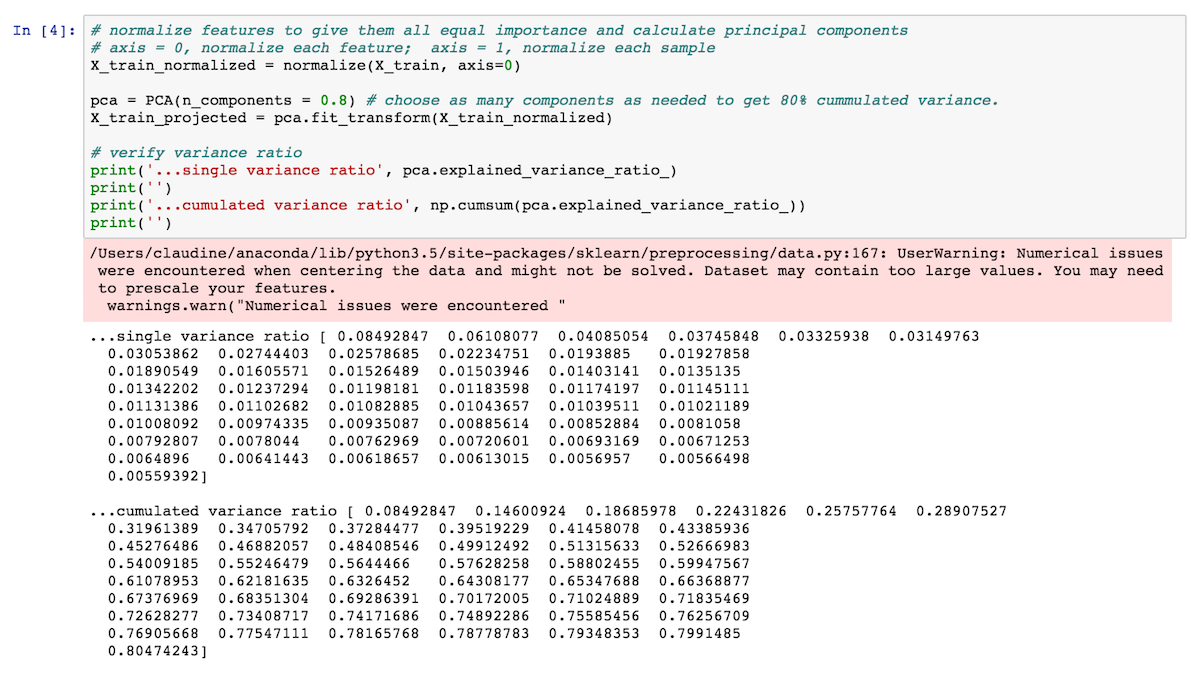 In [4]: # normalize features to give them all equal importance and calculate principal components
# axis = 0, normalize each feature;  axis = 1, normalize each sample
X_train_normalized = normalize(X_train, axis=0)
pca = PCA(n_components = 0.8) # choose as many components as needed to get 80% cummulated variance.
X_train_projected = pca.fit_transform(X_train_normalized)
# verify variance ratio
print('...single variance ratio', pca.explained_variance_ratio_)
print('')
print('...cumulated variance ratio', np.cumsum(pca.explained_variance_ratio_))
print('')
/Users/claudine/anaconda/lib/python3.5/site-packages/sklearn/preprocessing/data.py:167: UserWarning: Numerical issues
were encountered when centering the data and might not be solved. Dataset may contain too large values. You may need
to prescale your features.
warnings.warn("Numerical issues were encountered "
...single variance ratio [ 0.08492847  0.06108077  0.04085054  0.03745848  0.03325938  0.03149763
0.03053862  0.02744403  0.02578685  0.02234751  0.0193885   0.01927858
0.01890549  0.01605571  0.01526489  0.01503946  0.01403141  0.0135135
0.01342202  0.01237294  0.01198181  0.01183598  0.01174197  0.01145111
0.01131386  0.01102682  0.01082885  0.01043657  0.01039511  0.01021189
0.01008092  0.00974335  0.00935087  0.00885614  0.00852884  0.0081058
0.00792807  0.0078044   0.00762969  0.00720601  0.00693169  0.00671253
0.0064896   0.00641443  0.00618657  0.00613015  0.0056957   0.00566498
0.00559392]
...cumulated variance ratio [ 0.08492847  0.14600924  0.18685978  0.22431826  0.25757764  0.28907527
0.31961389  0.34705792  0.37284477  0.39519229  0.41458078  0.43385936
0.45276486  0.46882057  0.48408546  0.49912492  0.51315633  0.52666983
0.54009185  0.55246479  0.5644466   0.57628258  0.58802455  0.59947567
0.61078953  0.62181635  0.6326452   0.64308177  0.65347688  0.66368877
0.67376969  0.68351304  0.69286391  0.70172005  0.71024889  0.71835469
0.72628277  0.73408717  0.74171686  0.74892286  0.75585456  0.76256709
0.76905668  0.77547111  0.78165768  0.78778783  0.79348353  0.7991485
0.80474243]